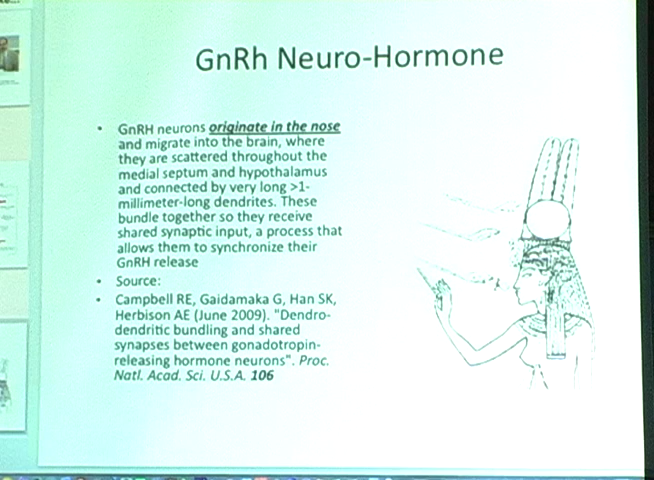 GnRh Neuro-Hormone
• GnRH neurons originate in the nose
and migrate into the brain, where
they are scattered throughout the
medial septum and hypothalamus
and connected by very long >1-
millimeter-long dendrites. These
bundle together so they receive
shared synaptic input, a process that
allows them to synchronize their
GnRH release
• Source:
• Campbell RE, Gaidamaka G, Han SK,
Herbison AE (June 2009). "Dendro-
dendritic bundling and shared
synapses between gonadotropin-
releasing hormone neurons". Proc.
Natl. Acad. Sci. U.S.A. 106